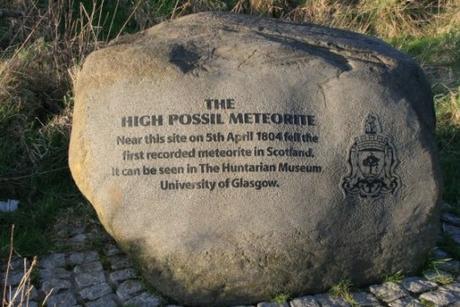 THE
HIGH POSSIL METEORITE
Near this site on 5th April 1804 fell the
first recorded meteorite in Scotland.
It can be seen in The Huntarian Museum
University of Glasgow.